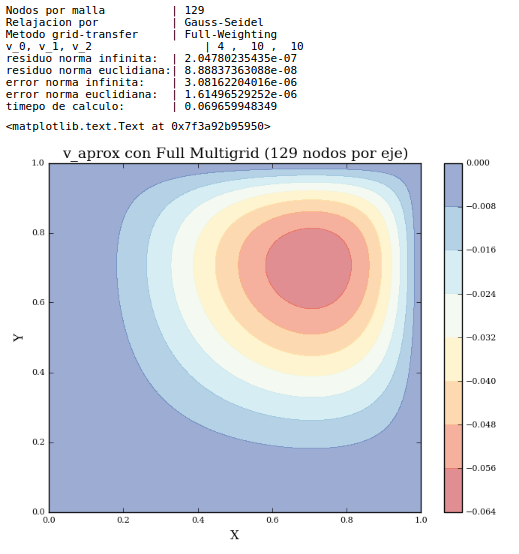 Nodos por malla | 129
Relajacion por | Gauss-Seidel
Metodo grid-transfer | Full-Weighting
v_0, v_1, v_2 | 4 , 10 , 10
residuo norma infinita: | 2.04780235435e-07
residuo norma euclidiana:| 8.88837363088e-08
error norma infinita: | 3.08162204016e-06
error norma euclidiana: | 1.61496529252e-06
timepo de calculo: | 0.069659948349
<matplotlib.text.Text at 0x7f3a92b95950>
v_aprox con Full Multigrid (129 nodos por eje)
1.0
0.8
0.6
0.4
0.2
0.0
Y
0.0 0.2 0.4 0.6 0.8 1.0
X
0.000
−0.008
−0.016
−0.024
−0.032
−0.040
−0.048
−0.056
−0.064